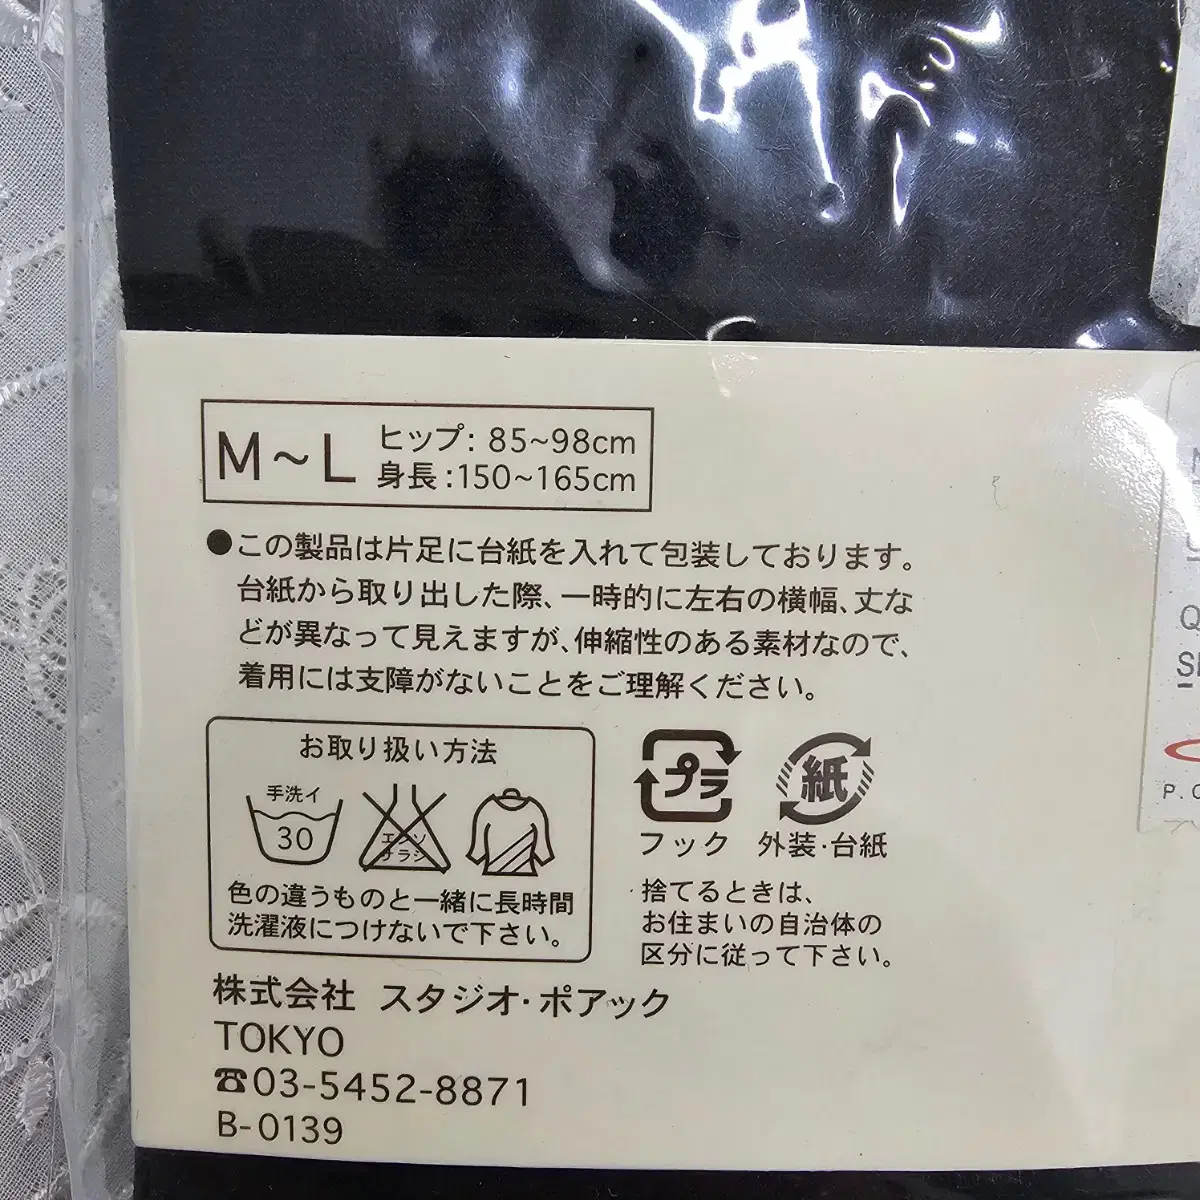 M～L
ヒップ: 85~98cm
身長:150~165cm
●この製品は片足に台紙を入れて包装しております。
台紙から取り出した際、一時的に左右の横幅、丈な
どが異なって見えますが、伸縮性のある素材なので、
着用には支障がないことをご理解ください。
お取り扱い方法
手洗イ
30
エンソ
ナラシ
色の違うものと一緒に長時間
洗濯液につけないで下さい。
プラ
フック
紙
外装・台紙
捨てるときは、
お住まいの自治体の
区分に従って下さい。
株式会社 スタジオ・ポアック
TOKYO
☎03-5452-8871
B-0139